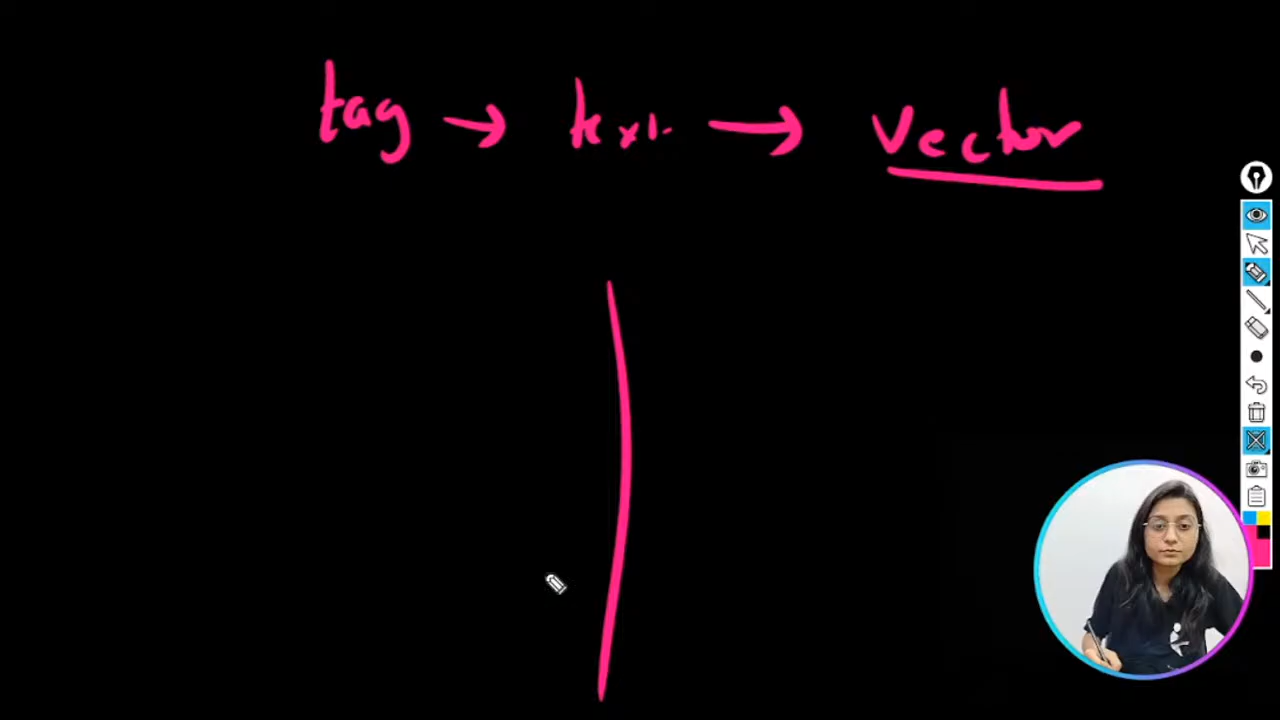 tag → text → vector